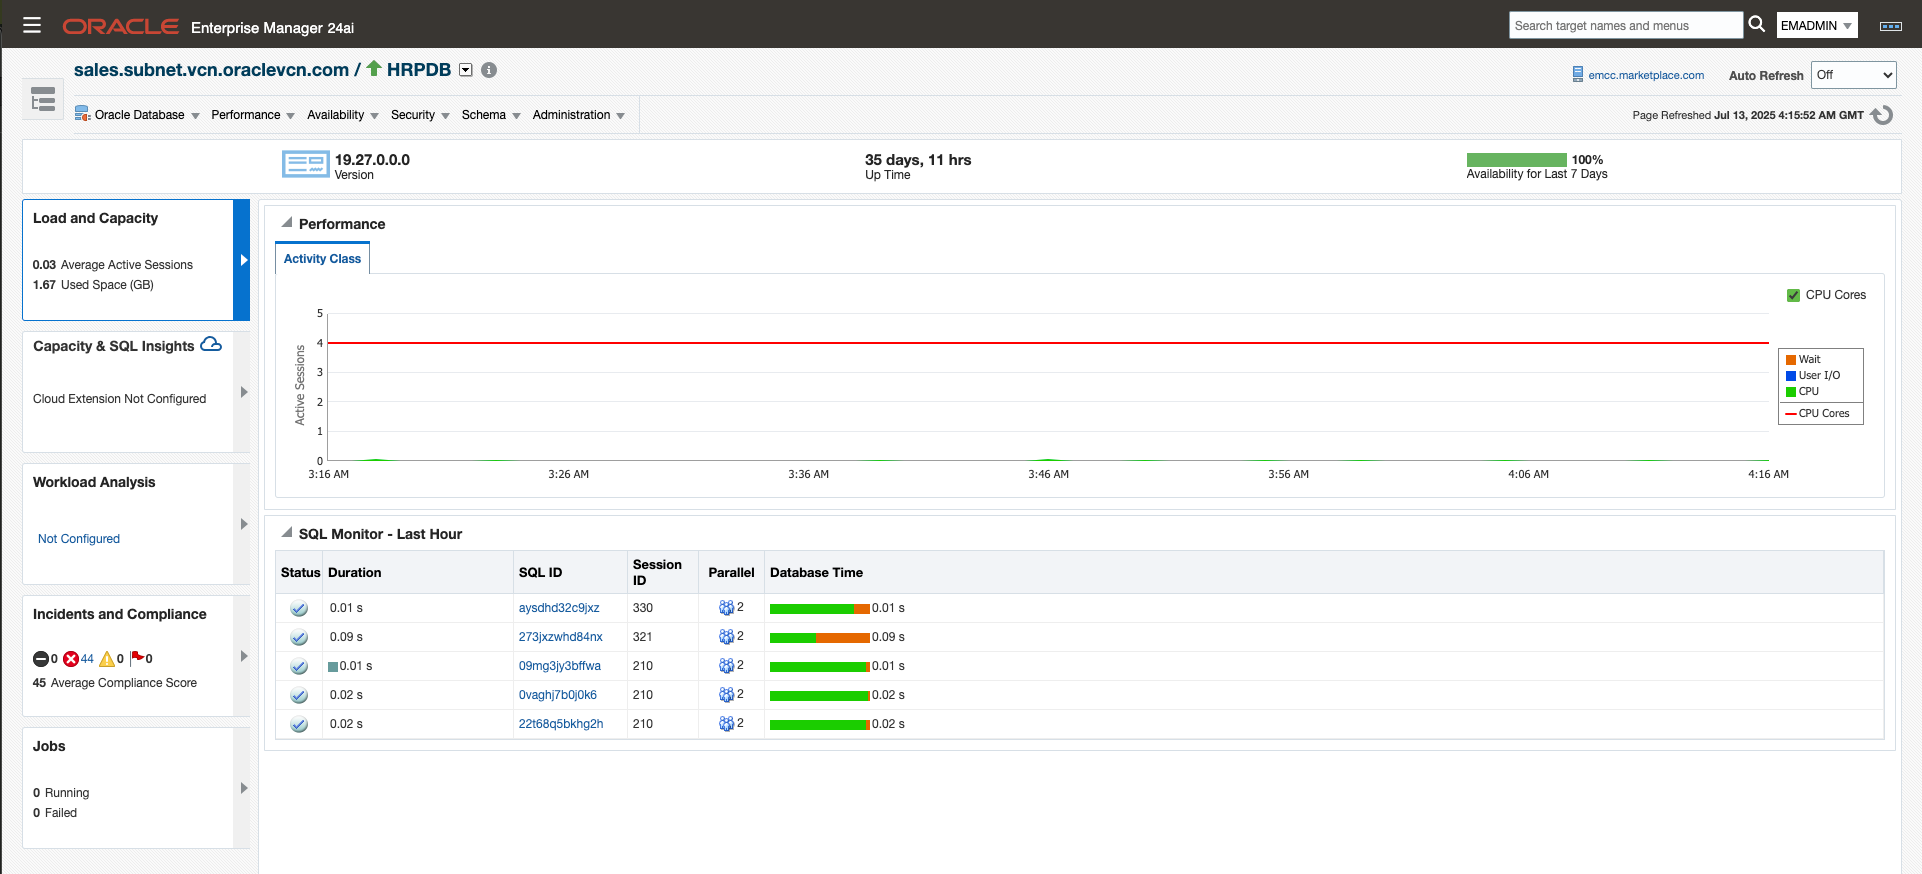 ORACLE Enterprise Manager 24ai
Search target names and menus
EMADMIN
sales.subnet.vcn.oraclevcn.com / HRPDB
emcc.marketplace.com
Auto Refresh Off
Oracle Database Performance Availability Security Schema Administration
Page Refreshed Jul 13, 2025 4:15:52 AM GMT
19.27.0.0.0
Version
35 days, 11 hrs
Up Time
100%
Availability for Last 7 Days
Load and Capacity
0.03 Average Active Sessions
1.67 Used Space (GB)
Capacity & SQL Insights
Cloud Extension Not Configured
Workload Analysis
Not Configured
Incidents and Compliance
0 44 0 0
45 Average Compliance Score
Jobs
0 Running
0 Failed
Performance
Activity Class
CPU Cores
Active Sessions
5
4
3
2
1
0
3:16 AM 3:26 AM 3:36 AM 3:46 AM 3:56 AM 4:06 AM 4:16 AM
Wait
User I/O
CPU
CPU Cores
SQL Monitor - Last Hour
Status Duration SQL ID Session ID Parallel Database Time
0.01 s aysdhd32c9jxz 330 2 0.01 s
0.09 s 273jxzwhd84nx 321 2 0.09 s
0.01 s 09mg3jy3bffwa 210 2 0.01 s
0.02 s 0vaghj7b0j0k6 210 2 0.02 s
0.02 s 22t68q5bkhg2h 210 2 0.02 s